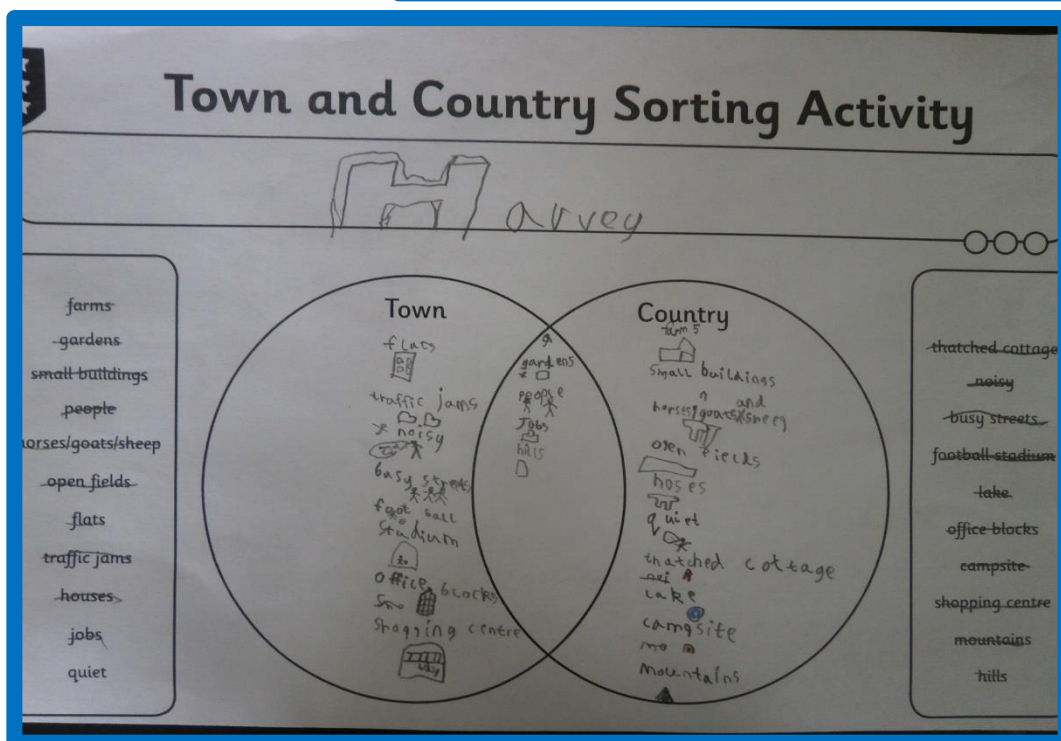 Town and Country Sorting Activity
Harvey
farms
gardens
small buildings
people
horses/goats/sheep
open fields
flats
traffic jams
houses
jobs
quiet
Town
flats
traffic jams
noisy
busy streets
foot ball
stadium
office blocks
smo
shopping centre
gardens
people
Jobs
hills
Country
farms
small buildings
and
horses/goats/sheep
open fields
hoses
quiet
thatched cottage
Lake
campsite
mo
mountains
thatched cottage
noisy
busy streets
football stadium
lake
office blocks
campsite
shopping centre
mountains
hills